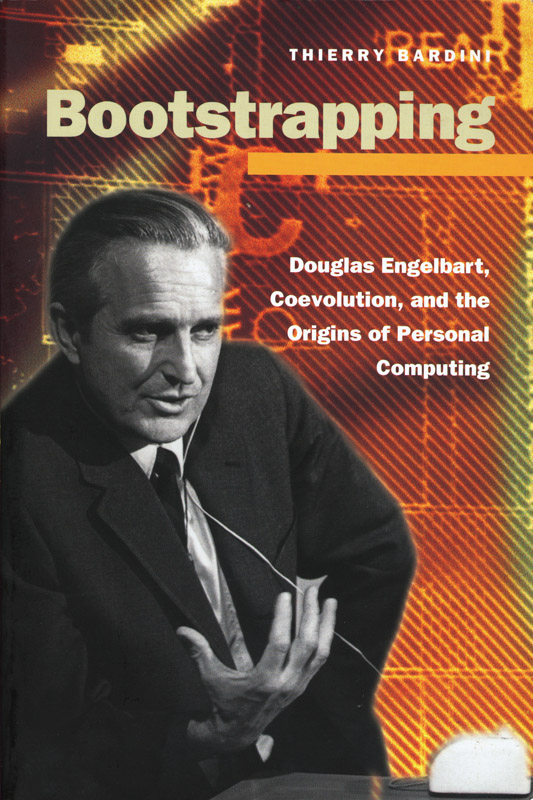 THIERRY BARDINI
Bootstrapping
Douglas Engelbart,
Coevolution, and the
Origins of Personal
Computing